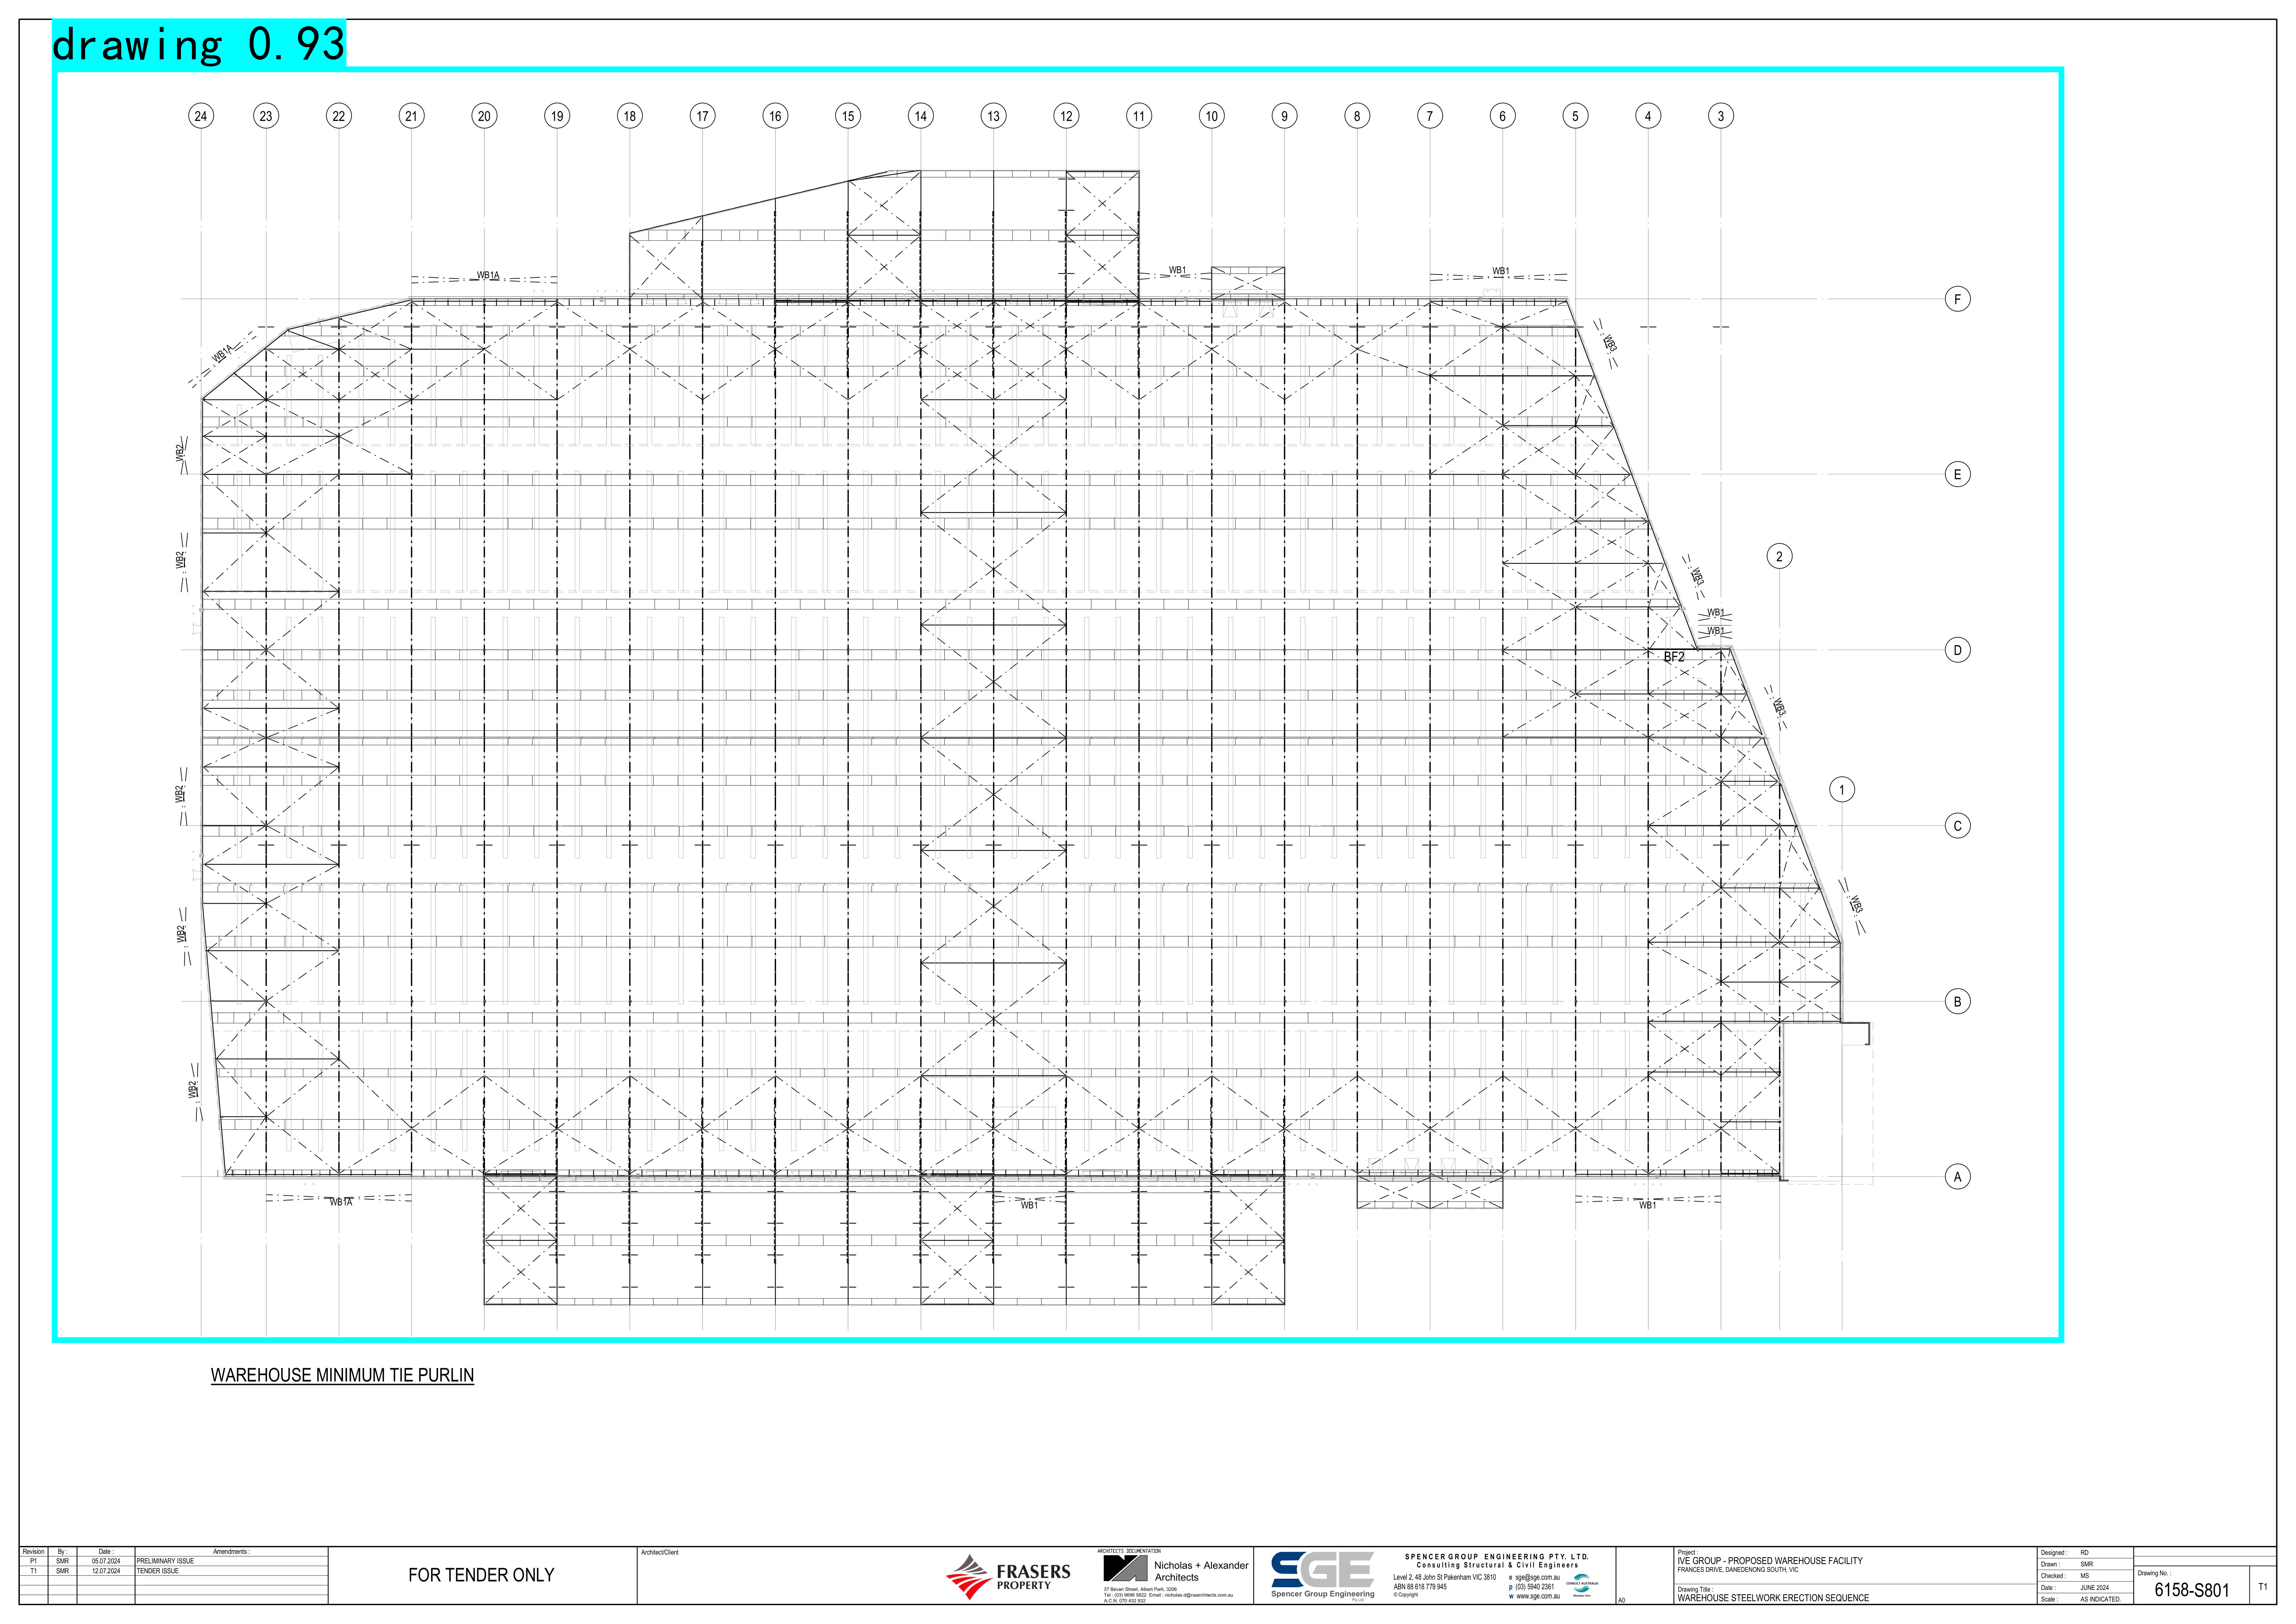 drawing 0.93
24 23 22 21 20 19 18 17 16 15 14 13 12 11 10 9 8 7 6 5 4 3
WB1A
WB1
WB1
F
WB1A
WB3
WB2
E
WB2
2
WB3
WB1
WB1
BF2
D
WB3
WB2
1
C
WB3
WB2
B
WB2
A
WB1A
WB1
WB1
WAREHOUSE MINIMUM TIE PURLIN
Revision By : Date : Amendments :
P1 SMR 05.07.2024 PRELIMINARY ISSUE
T1 SMR 12.07.2024 TENDER ISSUE
FOR TENDER ONLY
Architect/Client
FRASERS
PROPERTY
ARCHITECTS DOCUMENTATION
Nicholas + Alexander
Architects
37 Bevan Street, Albert Park, 3206
Tel : (03) 9696 5622 Email : nicholas.d@naarchitects.com.au
A.C.N. 070 432 932
SGE
Spencer Group Engineering
Pty Ltd
SPENCER GROUP ENGINEERING PTY. LTD.
Consulting Structural & Civil Engineers
Level 2, 48 John St Pakenham VIC 3810 e sge@sge.com.au
ABN 88 618 779 945 p (03) 5940 2361
© Copyright w www.sge.com.au
CONSULT AUSTRALIA
Member Firm
A0
Project :
IVE GROUP - PROPOSED WAREHOUSE FACILITY
FRANCES DRIVE, DANEDENONG SOUTH, VIC
Drawing Title :
WAREHOUSE STEELWORK ERECTION SEQUENCE
Designed : RD
Drawn : SMR
Checked : MS
Date : JUNE 2024
Scale : AS INDICATED.
Drawing No. :
6158-S801
T1